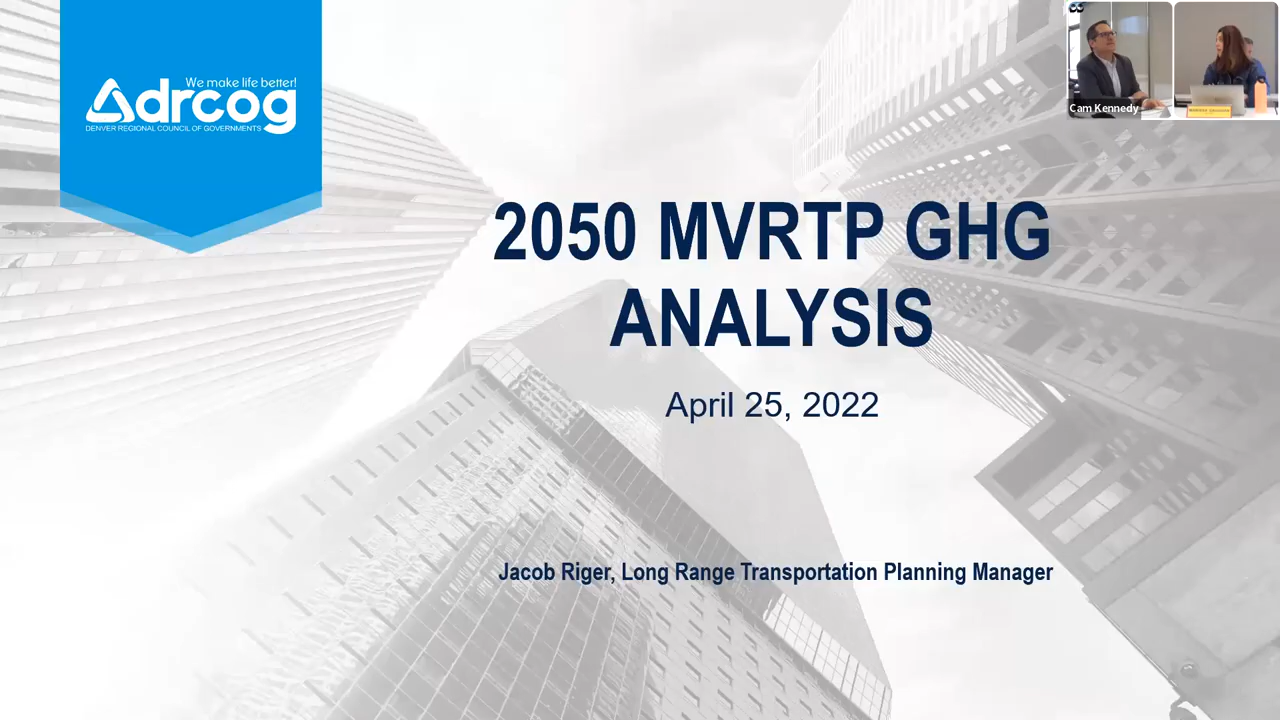 We make life better!
drcog
DENVER REGIONAL COUNCIL OF GOVERNMENTS
Cam Kennedy
2050 MVRTP GHG
ANALYSIS
April 25, 2022
Jacob Riger, Long Range Transportation Planning Manager